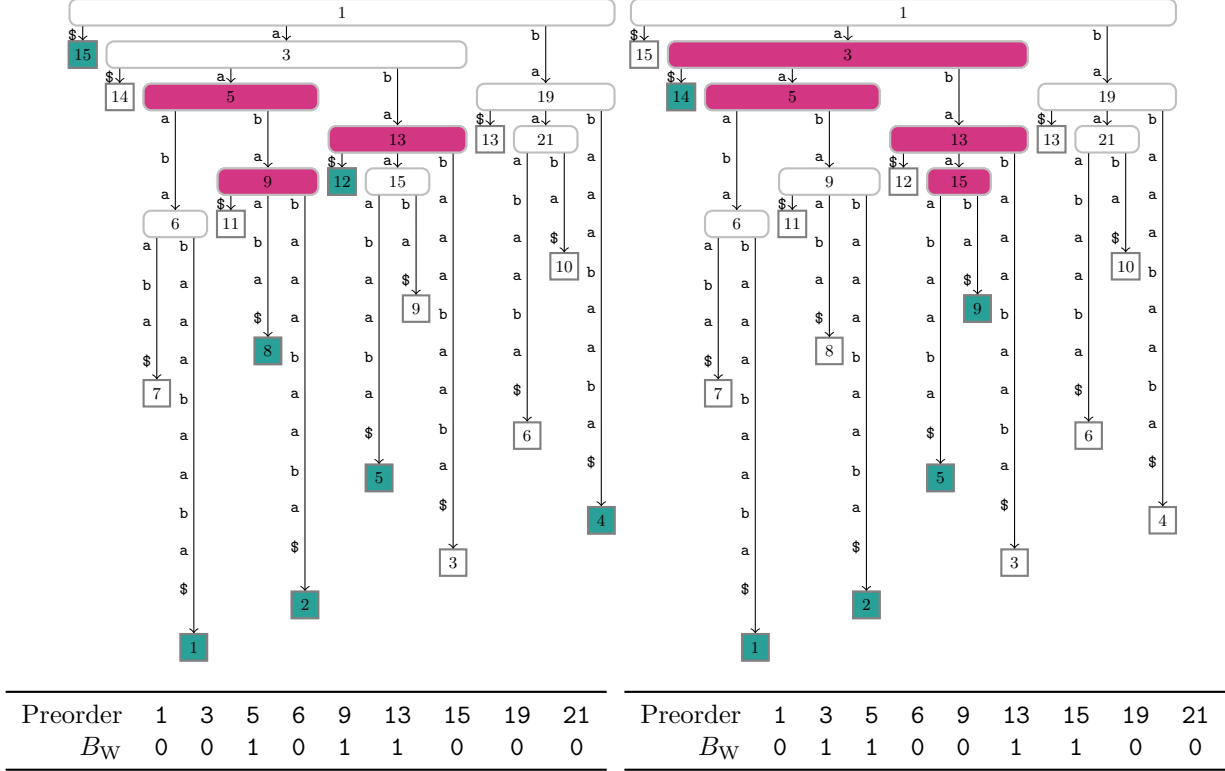 1 1
$ a b $ a b
15 3 15 3
$ a b a $ a b a
14 5 19 14 5 19
a b a $ a b a b a $ a b
13 13 21 13 13 21
b a $ a b a b a b a $ a b a b a
9 12 15 9 12 15
a $ a b a b a b a a a $ a b a b a b a a
6 11 6 11
a b b a b a a a $ a a b b a b a a a $ a
10 10
b a a a a $ a a b b a a a a $ a a b
9 9
a a $ a a b b a a a $ a a b b a
8 8
$ a b b a a a $ a b b a a a
7 7
b a a a $ b b a a a $ b
a a $ b a a a $ b a
6 6
a b a $ a b a $
5 5
b a $ b a $
4 4
a $ a $
3 3
$ $
2 2
1 1
Preorder 1 3 5 6 9 13 15 19 21 Preorder 1 3 5 6 9 13 15 19 21
BW 0 0 1 0 1 1 0 0 0 BW 0 1 1 0 0 1 1 0 0